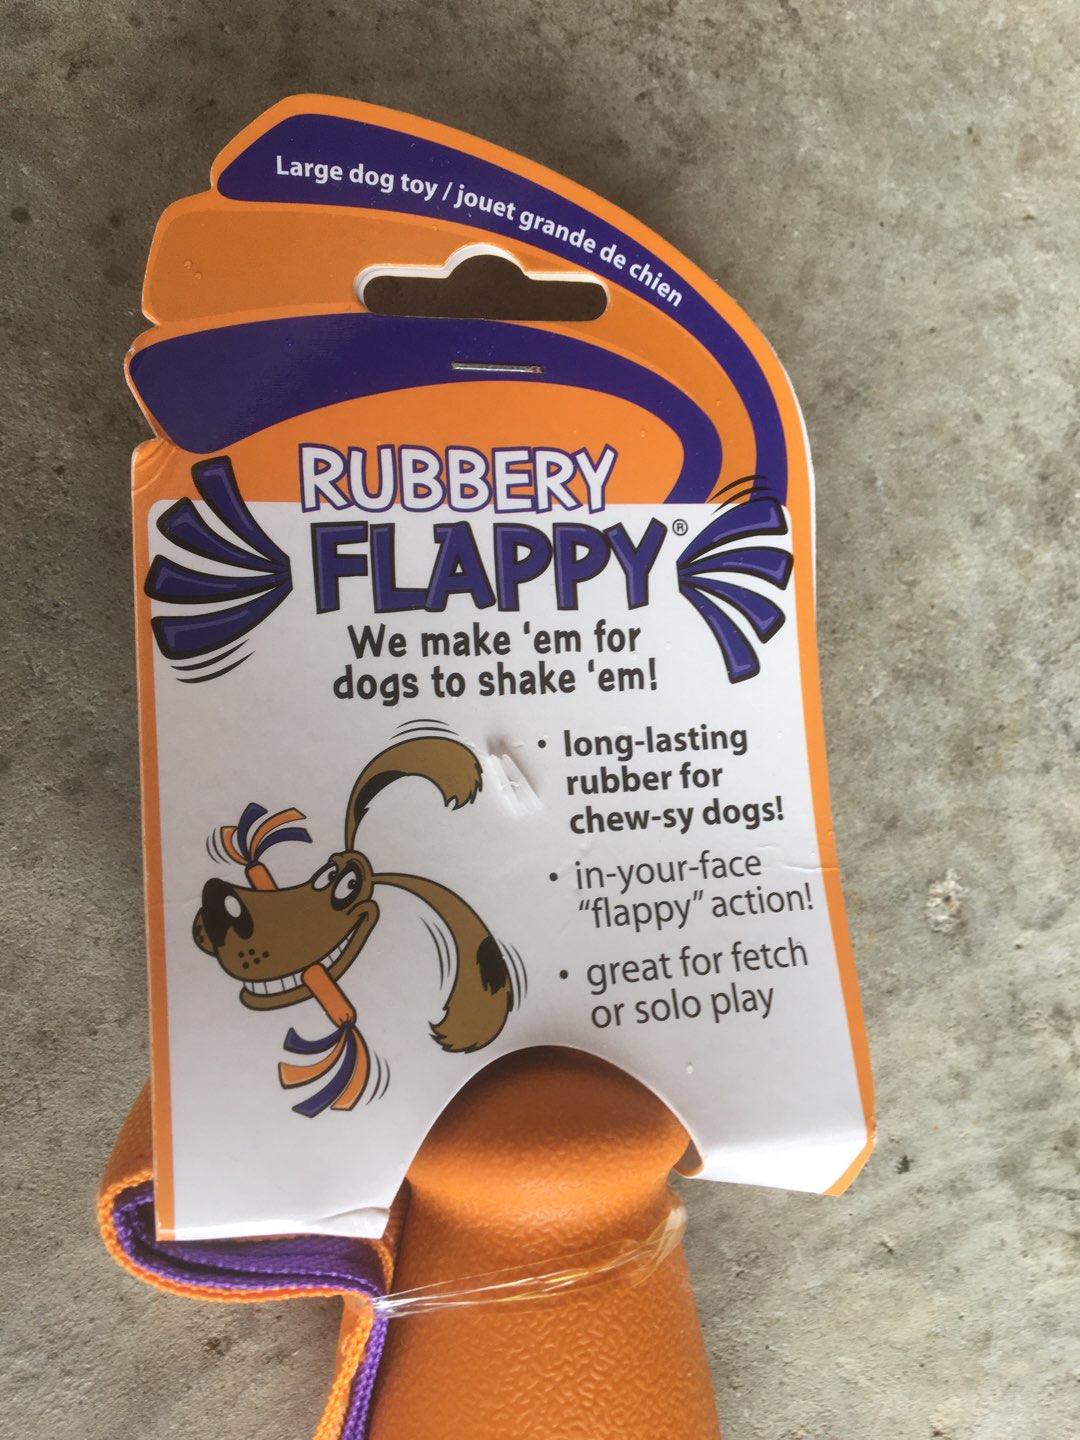 Large dog toy / jouet grande de chien
RUBBERY
FLAPPY®
We make 'em for
dogs to shake 'em!
• long-lasting
rubber for
chew-sy dogs!
• in-your-face
"flappy" action!
• great for fetch
or solo play